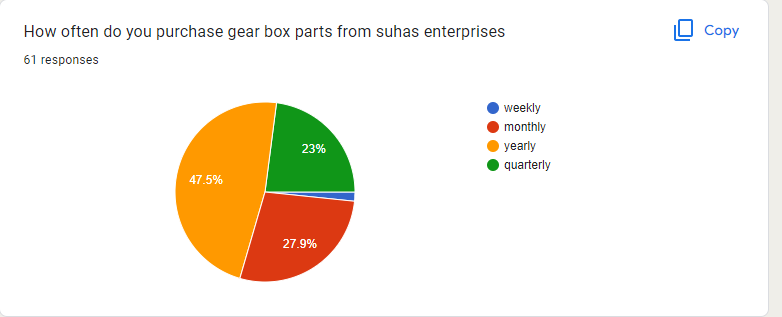 How often do you purchase gear box parts from suhas enterprises
Copy
61 responses
weekly
monthly
yearly
quarterly
23%
47.5%
27.9%